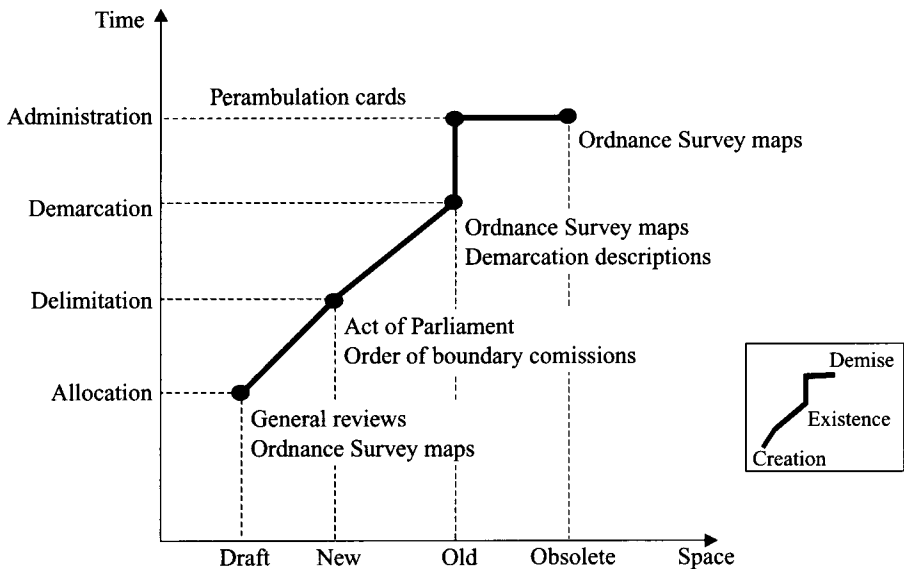 Time
Administration
Perambulation cards
Ordnance Survey maps
Demarcation
Ordnance Survey maps
Demarcation descriptions
Delimitation
Act of Parliament
Order of boundary comissions
Allocation
General reviews
Ordnance Survey maps
Demise
Existence
Creation
Draft
New
Old
Obsolete
Space